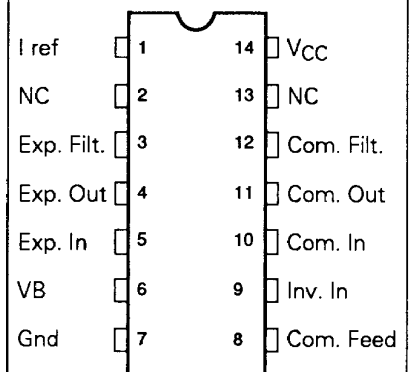 I ref 1 14 VCC
NC 2 13 NC
Exp. Filt. 3 12 Com. Filt.
Exp. Out 4 11 Com. Out
Exp. In 5 10 Com. In
VB 6 9 Inv. In
Gnd 7 8 Com. Feed